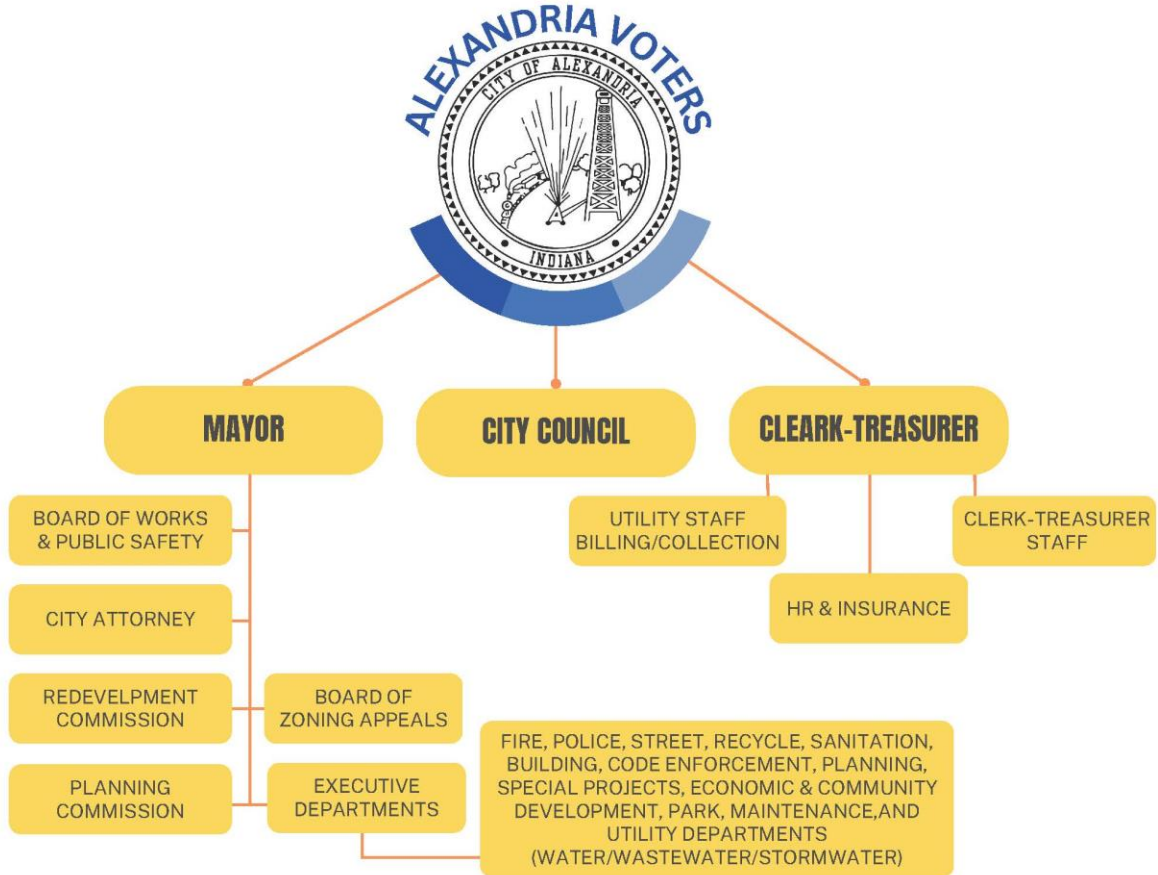 ALEXANDRIA VOTERS
CITY OF ALEXANDRIA
INDIANA
MAYOR
CITY COUNCIL
CLEARK-TREASURER
BOARD OF WORKS
& PUBLIC SAFETY
CITY ATTORNEY
REDEVELPMENT
COMMISSION
BOARD OF
ZONING APPEALS
PLANNING
COMMISSION
EXECUTIVE
DEPARTMENTS
FIRE, POLICE, STREET, RECYCLE, SANITATION,
BUILDING, CODE ENFORCEMENT, PLANNING,
SPECIAL PROJECTS, ECONOMIC & COMMUNITY
DEVELOPMENT, PARK, MAINTENANCE,AND
UTILITY DEPARTMENTS
(WATER/WASTEWATER/STORMWATER)
UTILITY STAFF
BILLING/COLLECTION
HR & INSURANCE
CLERK-TREASURER
STAFF